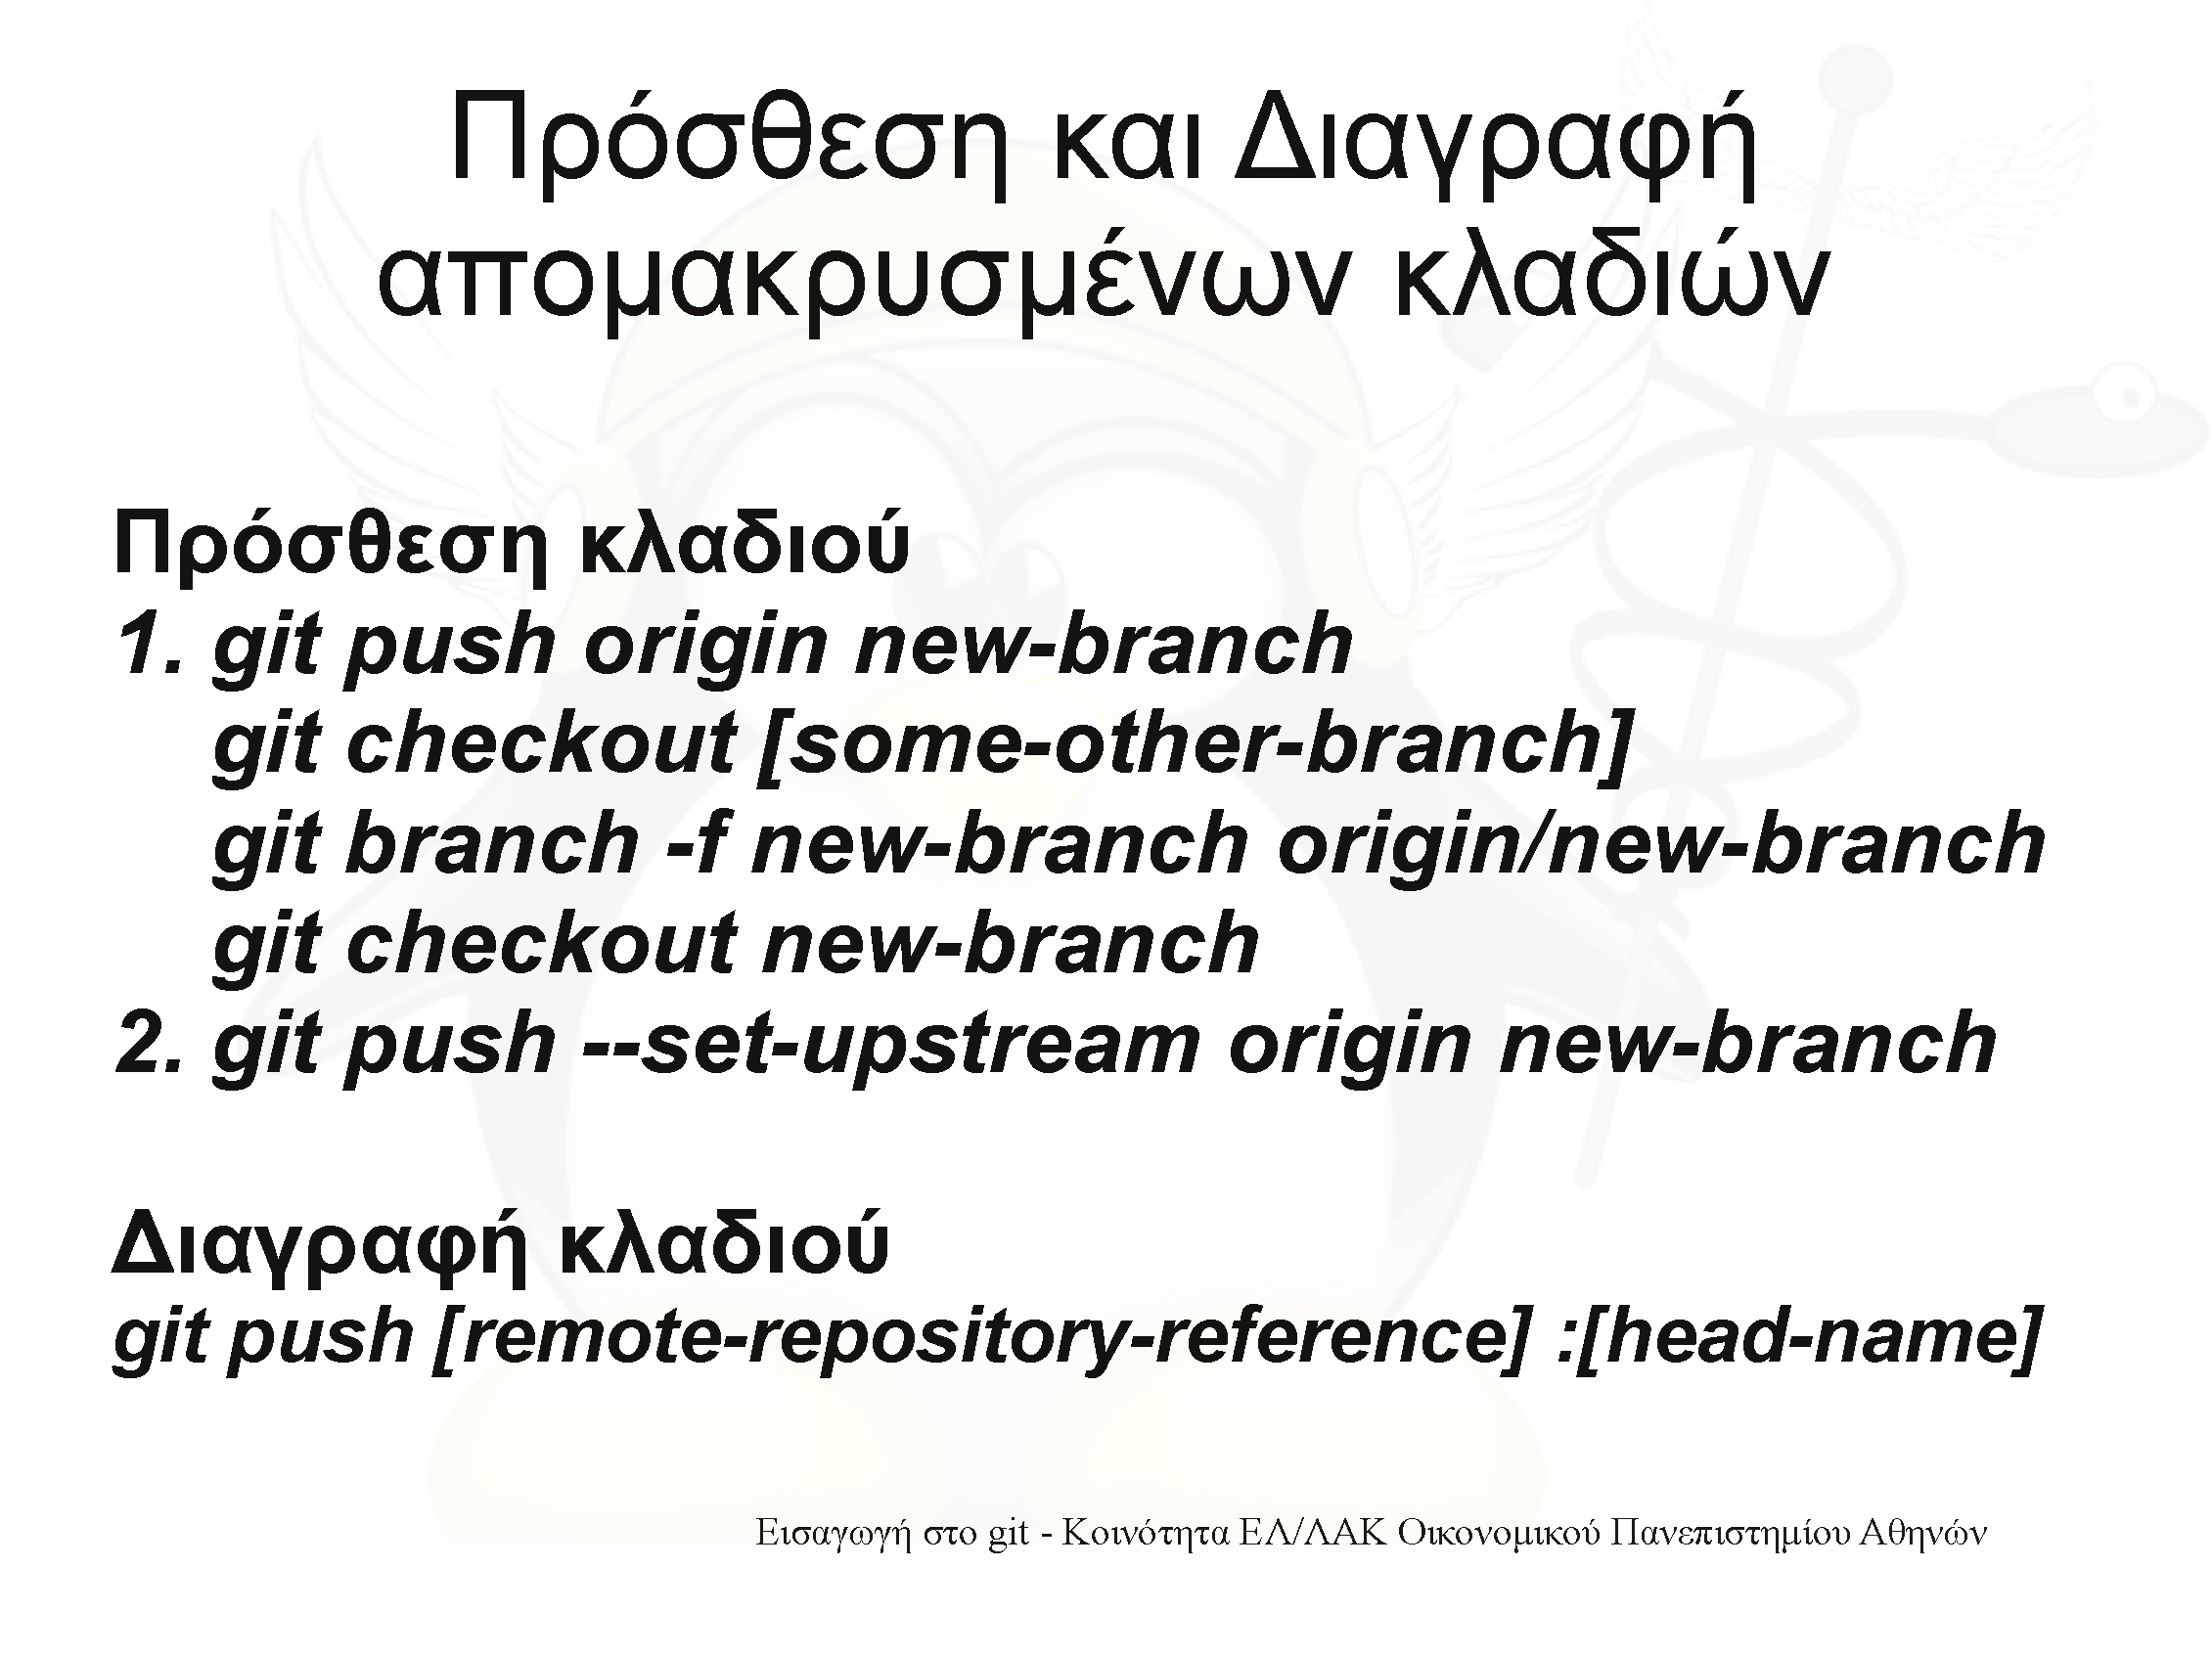 Πρόσθεση και Διαγραφή
απομακρυσμένων κλαδιών
Πρόσθεση κλαδιού
1. git push origin new-branch
git checkout [some-other-branch]
git branch -f new-branch origin/new-branch
git checkout new-branch
2. git push --set-upstream origin new-branch
Διαγραφή κλαδιού
git push [remote-repository-reference] :[head-name]
Εισαγωγή στο git - Κοινότητα ΕΛ/ΛΑΚ Οικονομικού Πανεπιστημίου Αθηνών